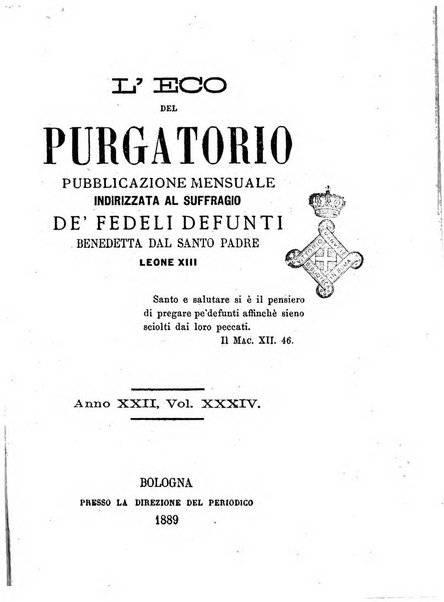 L'ECO
DEL
PURGATORIO
PUBBLICAZIONE MENSUALE
INDIRIZZATA AL SUFFRAGIO
DE' FEDELI DEFUNTI
BENEDETTA DAL SANTO PADRE
LEONE XIII
Santo e salutare si è il pensiero
di pregare pe'defunti affinchè sieno
sciolti dai loro peccati.
Il Mac. XII. 46.
Anno XXII, Vol. XXXIV.
BOLOGNA
PRESSO LA DIREZIONE DEL PERIODICO
1889